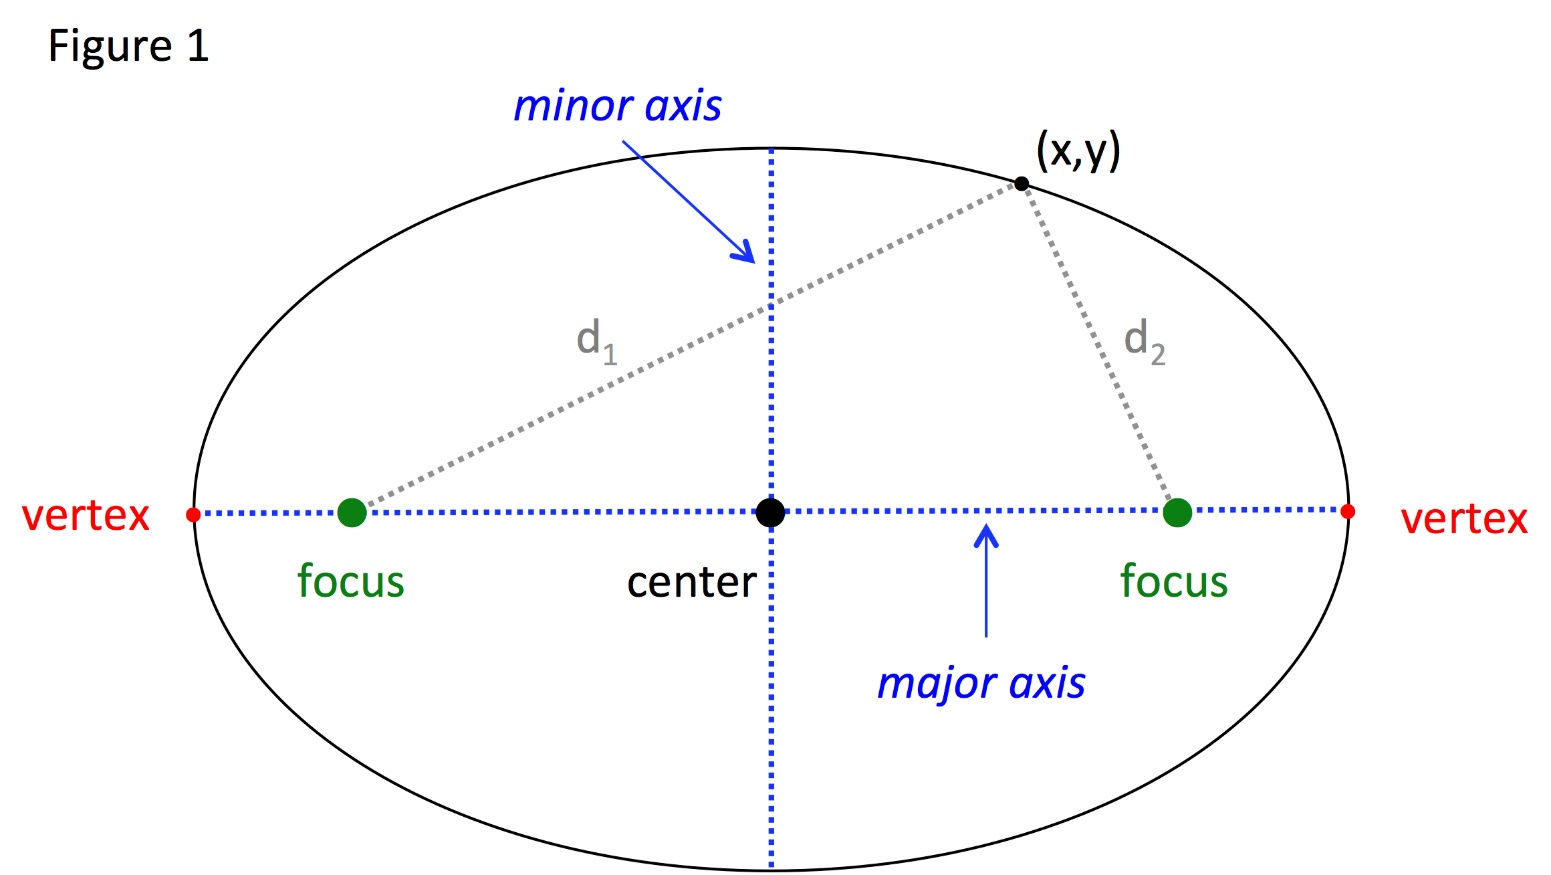 Figure 1
minor axis
(x,y)
d₁
d₂
vertex
vertex
focus
center
focus
major axis